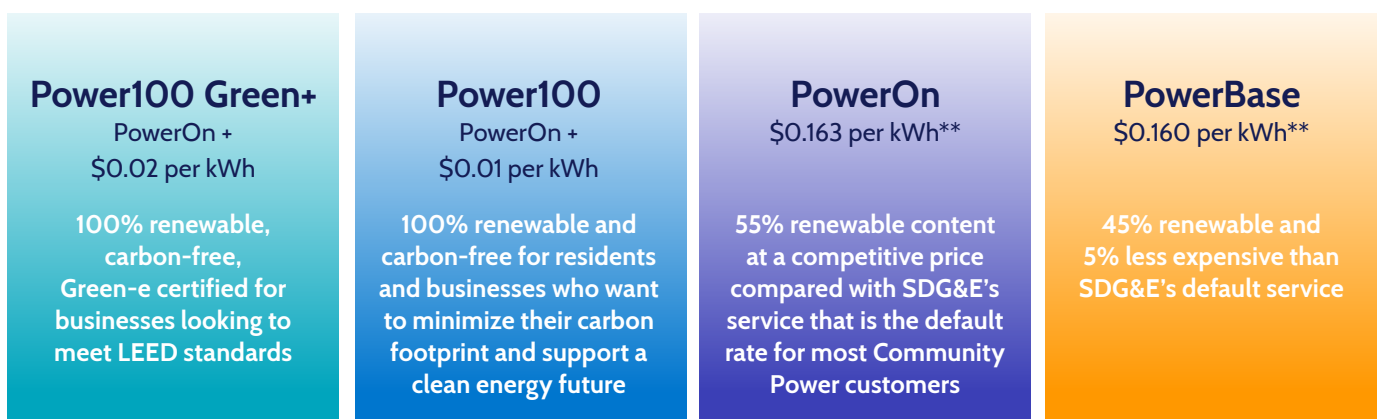 Power100 Green+
PowerOn +
$0.02 per kWh
100% renewable,
carbon-free,
Green-e certified for
businesses looking to
meet LEED standards
Power100
PowerOn +
$0.01 per kWh
100% renewable and
carbon-free for residents
and businesses who want
to minimize their carbon
footprint and support a
clean energy future
PowerOn
$0.163 per kWh**
55% renewable content
at a competitive price
compared with SDG&E's
service that is the default
rate for most Community
Power customers
PowerBase
$0.160 per kWh**
45% renewable and
5% less expensive than
SDG&E's default service